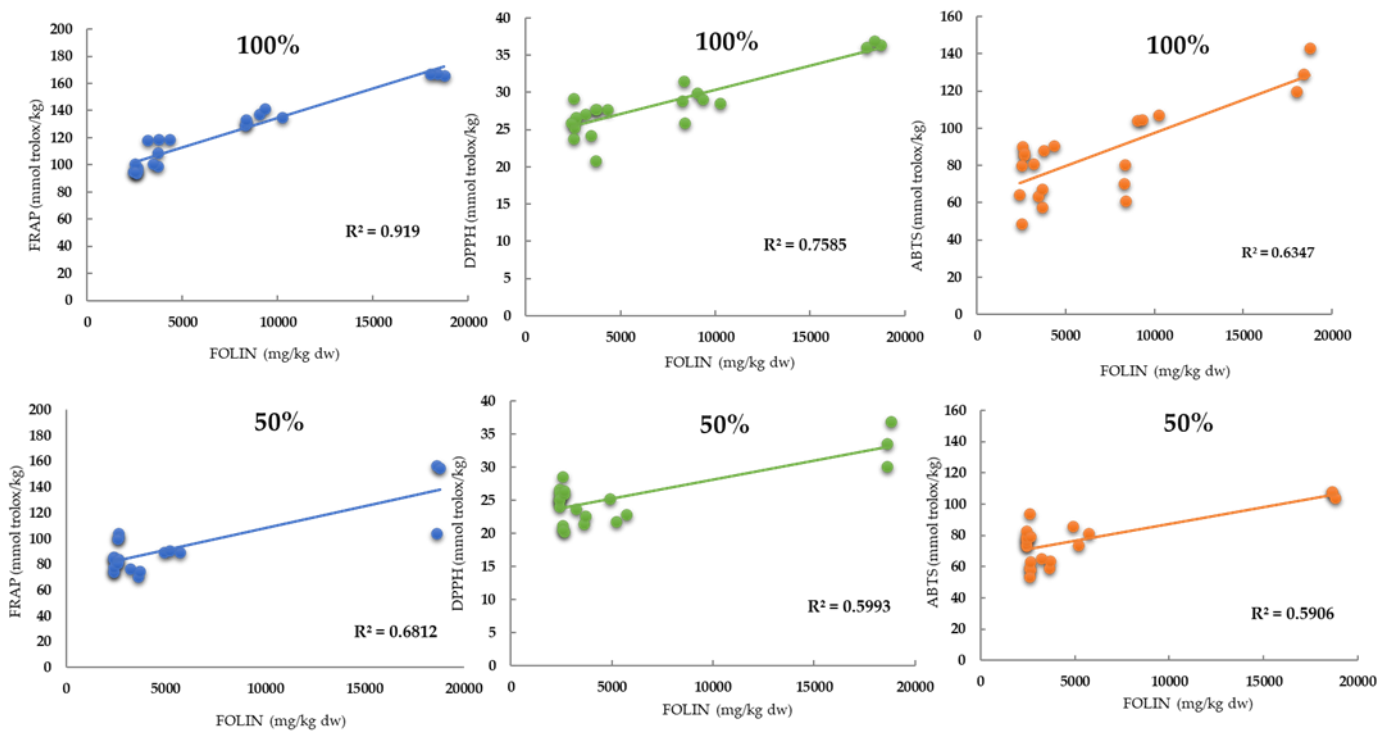 100%
FRAP (mmol trolox/kg)
200
180
160
140
120
100
80
60
40
20
0
0 5000 10000 15000 20000
R² = 0.919
FOLIN (mg/kg dw)
100%
DPPH (mmol trolox/kg)
40
35
30
25
20
15
10
5
0
0 5000 10000 15000 20000
R² = 0.7585
FOLIN (mg/kg dw)
100%
ABTS (mmol trolox/kg)
160
140
120
100
80
60
40
20
0
0 5000 10000 15000 20000
R² = 0.6347
FOLIN (mg/kg dw)
50%
FRAP (mmol trolox/kg)
200
180
160
140
120
100
80
60
40
20
0
0 5000 10000 15000 20000
R² = 0.6812
FOLIN (mg/kg dw)
50%
DPPH (mmol trolox/kg)
40
35
30
25
20
15
10
5
0
0 5000 10000 15000 20000
R² = 0.5993
FOLIN (mg/kg dw)
50%
ABTS (mmol trolox/kg)
160
140
120
100
80
60
40
20
0
0 5000 10000 15000 20000
R² = 0.5906
FOLIN (mg/kg dw)